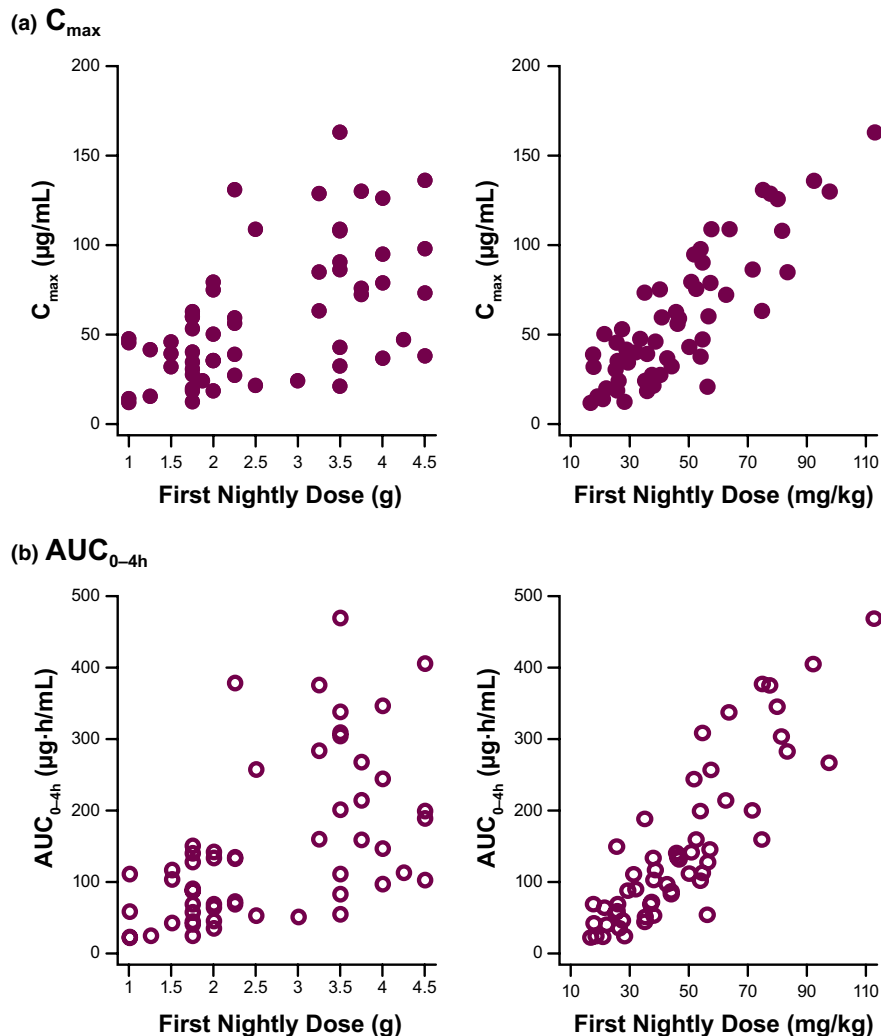 (a) Cmax
200
150
100
50
0
Cmax (µg/mL)
1 1.5 2 2.5 3 3.5 4 4.5
First Nightly Dose (g)
200
150
100
50
0
Cmax (µg/mL)
10 30 50 70 90 110
First Nightly Dose (mg/kg)
(b) AUC0–4h
500
400
300
200
100
0
AUC0–4h (µg·h/mL)
1 1.5 2 2.5 3 3.5 4 4.5
First Nightly Dose (g)
500
400
300
200
100
0
AUC0–4h (µg·h/mL)
10 30 50 70 90 110
First Nightly Dose (mg/kg)